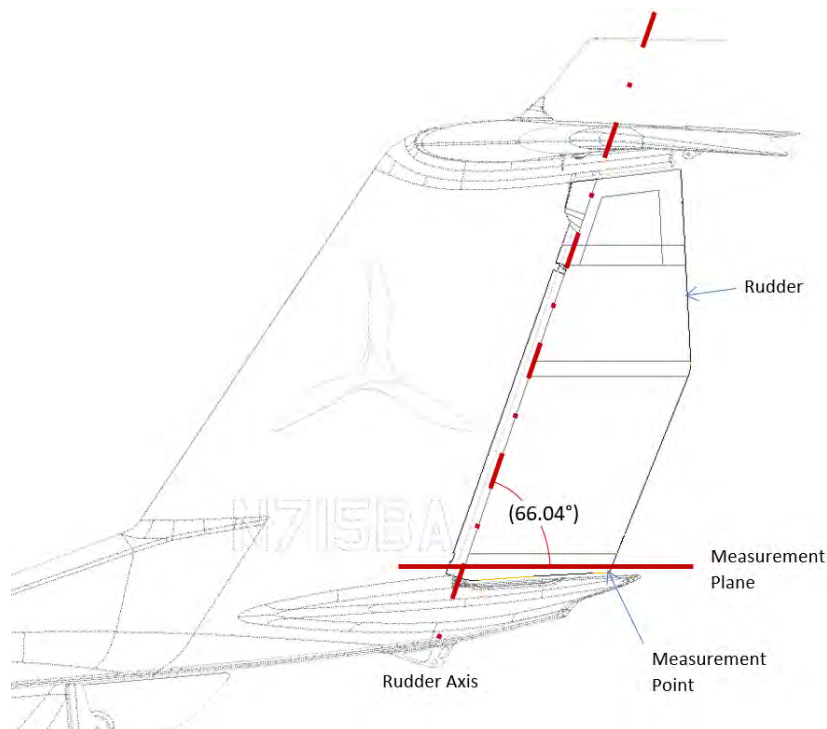 Rudder
N715BA
(66.04°)
Measurement
Plane
Measurement
Point
Rudder Axis